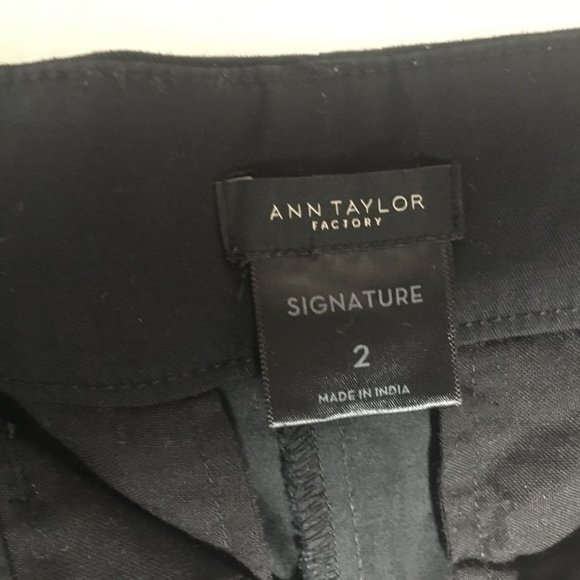 ANN TAYLOR
FACTORY
SIGNATURE
2
MADE IN INDIA